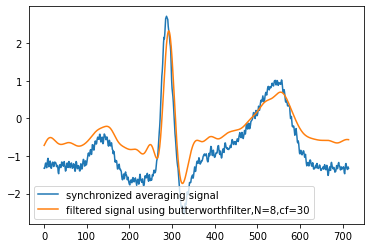 2
1
0
−1
−2
synchronized averaging signal
filtered signal using butterworthfilter,N=8,cf=30
0 100 200 300 400 500 600 700